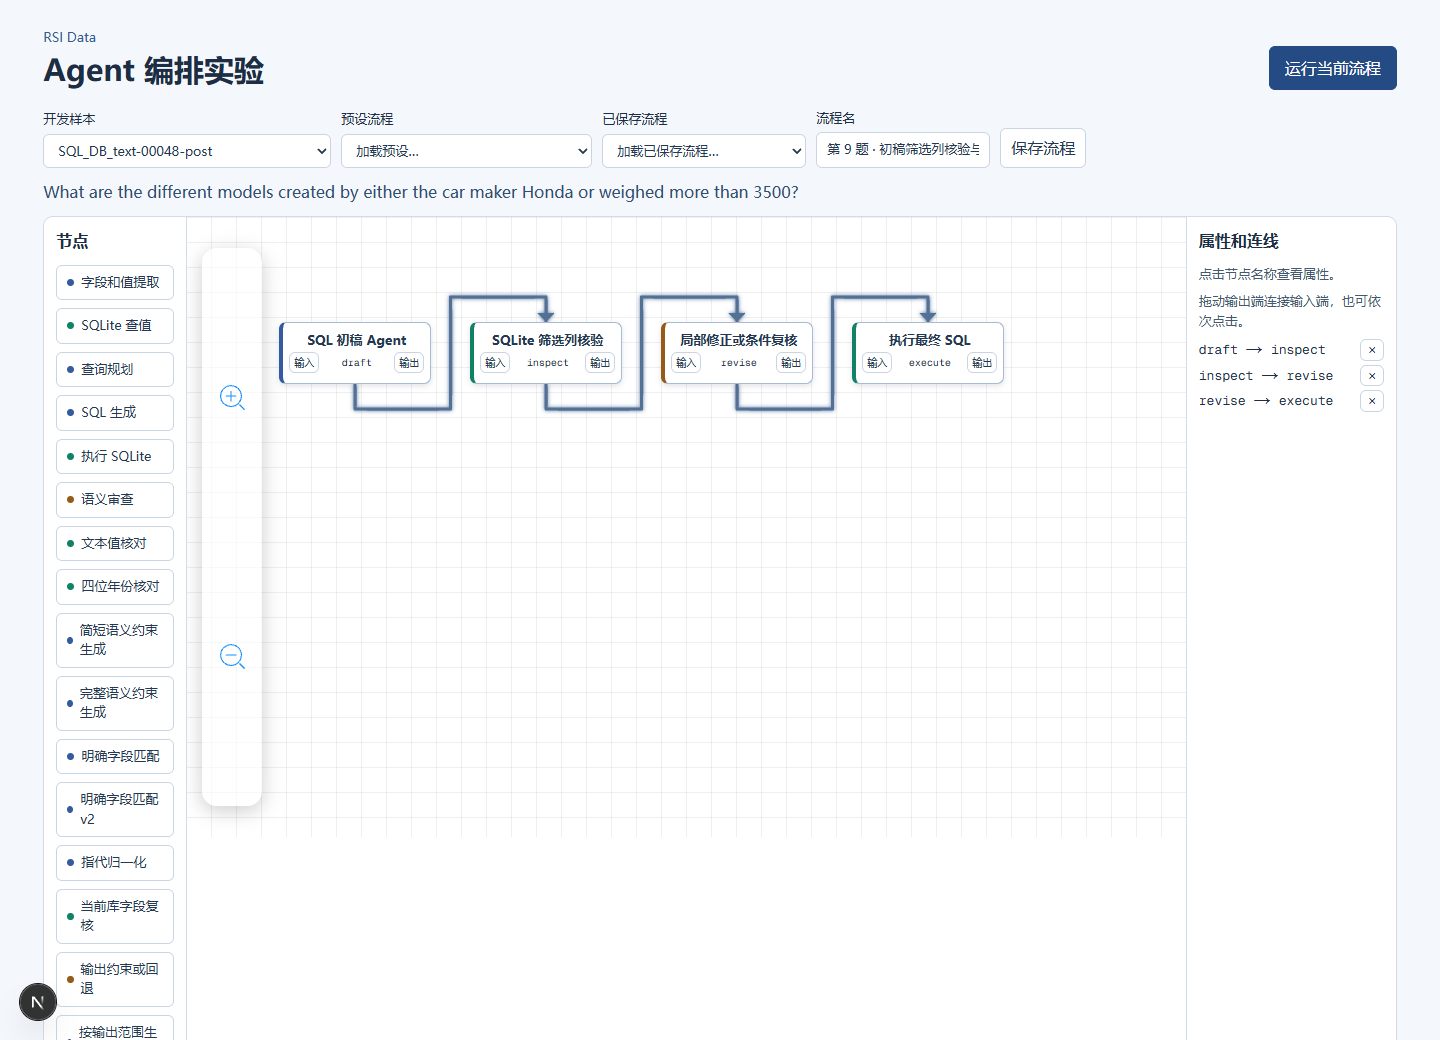 RSI Data
Agent 编排实验
运行当前流程
开发样本
预设流程
已保存流程
流程名
SQL_DB_text-00048-post
加载预设...
加载已保存流程...
第 9 题 · 初稿筛选列核验与
保存流程
What are the different models created by either the car maker Honda or weighed more than 3500?
节点
字段和值提取
SQLite 查值
查询规划
SQL 生成
执行 SQLite
语义审查
文本值核对
四位年份核对
简短语义约束
生成
完整语义约束
生成
明确字段匹配
明确字段匹配
v2
指代归一化
当前库字段复
核
输出约束或回
退
按输出范围生
SQL 初稿 Agent
输入
draft
输出
SQLite 筛选列核验
输入
inspect
输出
局部修正或条件复核
输入
revise
输出
执行最终 SQL
输入
execute
输出
属性和连线
点击节点名称查看属性。
拖动输出端连接输入端，也可依
次点击。
draft → inspect ×
inspect → revise ×
revise → execute ×
N